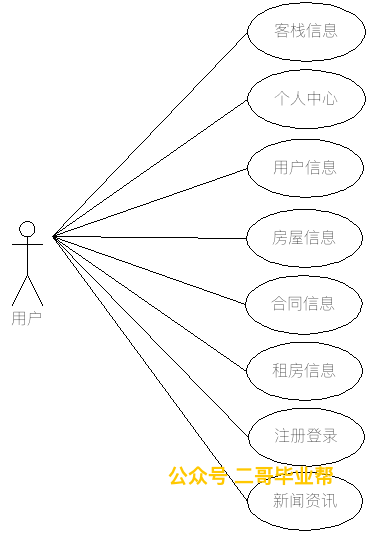 客栈信息
个人中心
用户信息
房屋信息
合同信息
用户
租房信息
注册登录
公众号 二哥毕业帮
新闻资讯